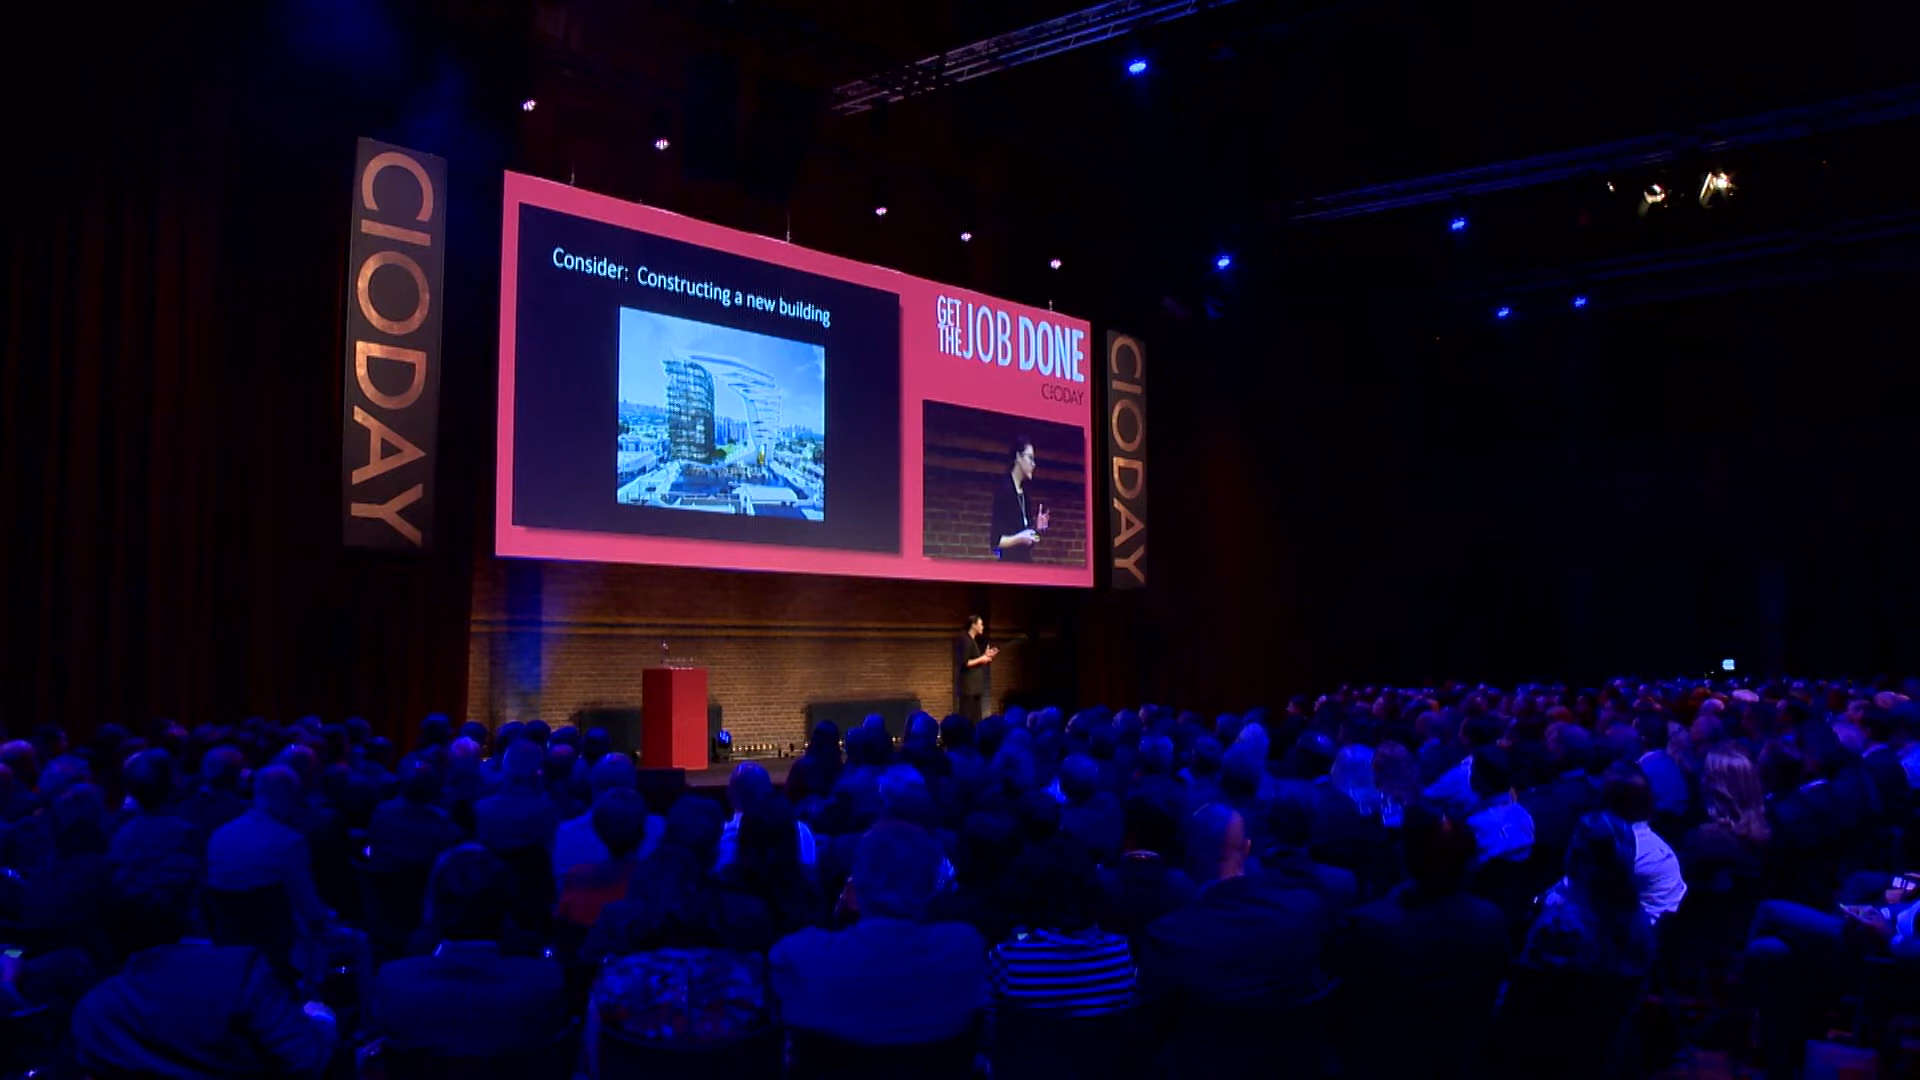 CIODAY
Consider: Constructing a new building
GET
THE JOB DONE
CIODAY
CIODAY